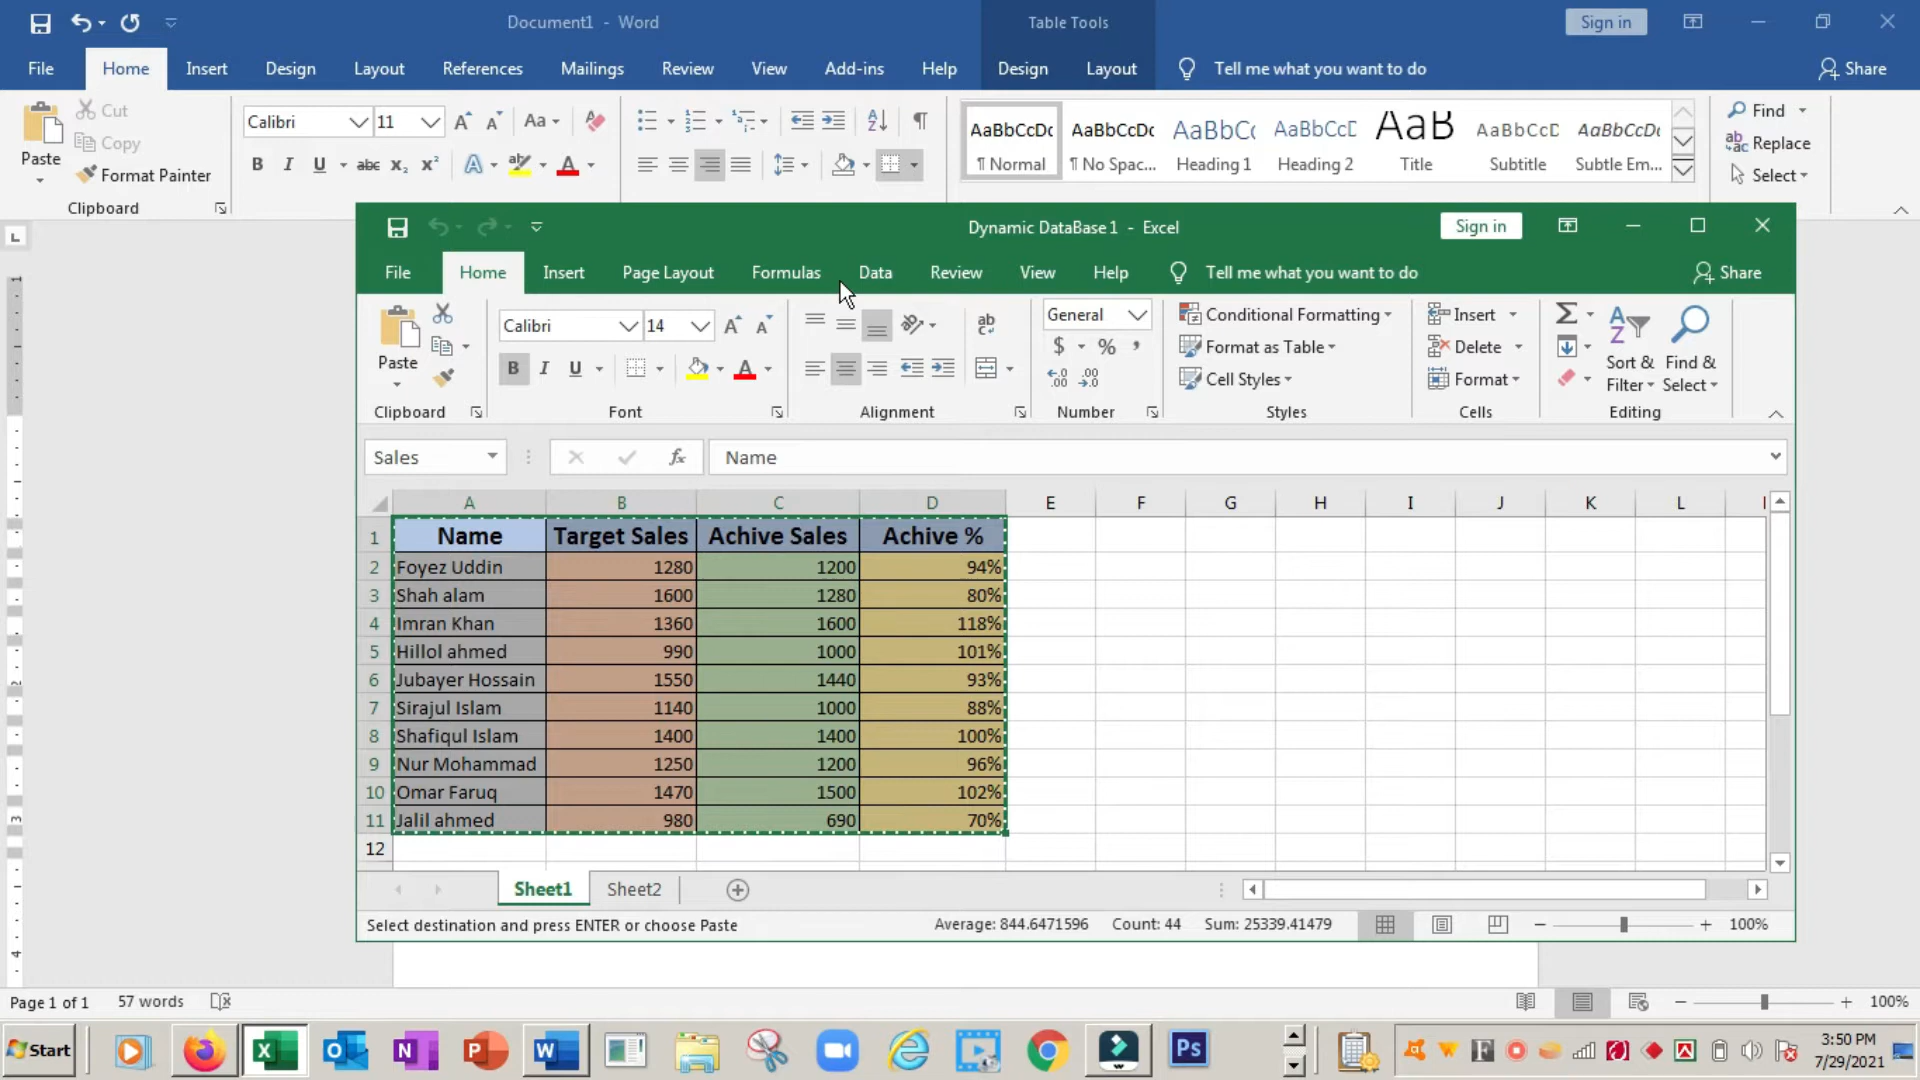 Document1 - Word
Table Tools
Sign in
File
Home
Insert
Design
Layout
References
Mailings
Review
View
Add-ins
Help
Design
Layout
Tell me what you want to do
Share
Paste
Cut
Copy
Format Painter
Clipboard
Calibri
11
AaBbCcDc
¶ Normal
AaBbCcDc
¶ No Spac...
AaBbCc
Heading 1
AaBbCcC
Heading 2
AaB
Title
AaBbCcC
Subtitle
AaBbCcDc
Subtle Em...
Find
Replace
Select
Dynamic DataBase1 - Excel
Sign in
File
Home
Insert
Page Layout
Formulas
Data
Review
View
Help
Tell me what you want to do
Share
Paste
Clipboard
Calibri
14
Font
Alignment
General
Number
Conditional Formatting
Format as Table
Cell Styles
Styles
Insert
Delete
Format
Cells
Sort & Filter
Find & Select
Editing
Sales
fx
Name
A B C D E F G H I J K L
1 Name Target Sales Achive Sales Achive %
2 Foyez Uddin 1280 1200 94%
3 Shah alam 1600 1280 80%
4 Imran Khan 1360 1600 118%
5 Hillol ahmed 990 1000 101%
6 Jubayer Hossain 1550 1440 93%
7 Sirajul Islam 1140 1000 88%
8 Shafiqul Islam 1400 1400 100%
9 Nur Mohammad 1250 1200 96%
10 Omar Faruq 1470 1500 102%
11 Jalil ahmed 980 690 70%
12
Sheet1 Sheet2
Select destination and press ENTER or choose Paste Average: 844.6471596 Count: 44 Sum: 25339.41479 100%
Page 1 of 1 57 words 100%
Start
3:50 PM
7/29/2021